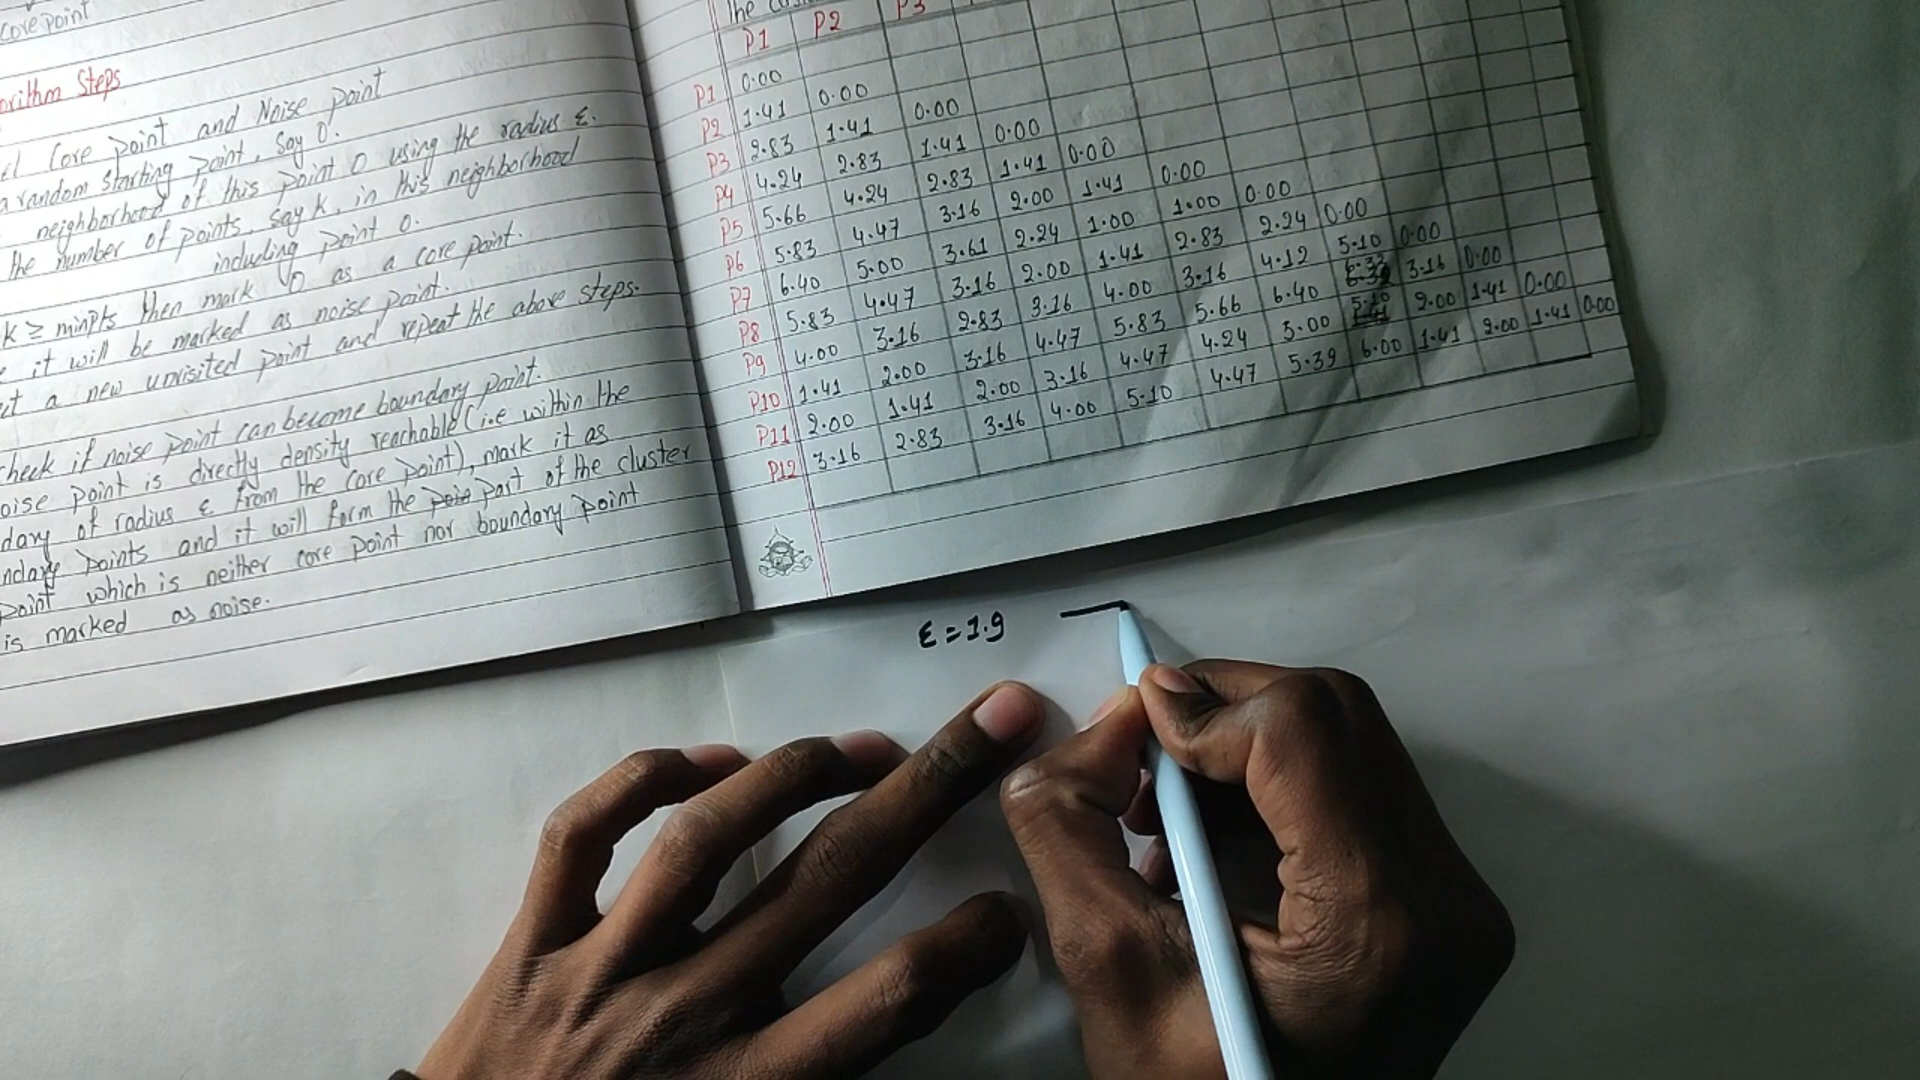 core point
orithm Steps
Core point and Noise point
a random starting point, say O.
neighborhood of this point O using the radius ε.
the number of points, say k, in this neighborhood
including point O.
k ≥ minpts then mark O as a core point.
it will be marked as noise point.
a new unvisited point and repeat the above steps.
check if noise point can become boundary point.
oise point is directly density reachable (i.e within the
dary of radius ε from the core point), mark it as
ndary points and it will form the part of the cluster
point which is neither core point nor boundary point
is marked as noise.
The
P1 P2 P3
P1 0.00
P2 1.41 0.00
P3 2.83 1.41 0.00
P4 4.24 2.83 1.41 0.00
P5 5.66 4.24 2.83 1.41 0.00
P6 5.83 4.47 3.16 2.00 1.41 0.00
P7 6.40 5.00 3.61 2.24 1.00 1.00 0.00
P8 5.83 4.47 3.16 2.00 1.41 2.83 2.24 0.00
P9 4.00 3.16 2.83 3.16 4.00 3.16 4.12 5.10 0.00
P10 1.41 2.00 3.16 4.47 5.83 5.66 6.40 6.32 3.16 0.00
P11 2.00 1.41 2.00 3.16 4.47 4.24 5.00 5.10 2.00 1.41 0.00
P12 3.16 2.83 3.16 4.00 5.10 4.47 5.39 6.00 1.41 2.00 1.41 0.00
ε = 1.9